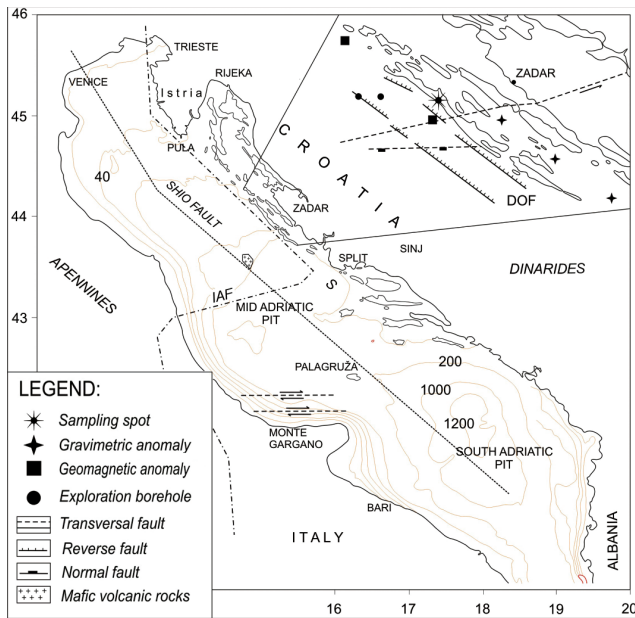 46
TRIESTE
RIJEKA
VENICE
Istria
ZADAR
45
PULA
CROATIA
40
SHIO FAULT
DOF
ZADAR
44
SINJ
SPLIT
DINARIDES
APENNINES
S
IAF
MID ADRIATIC
PIT
43
PALAGRUŽA
200
1000
1200
MONTE
GARGANO
SOUTH ADRIATIC
PIT
BARI
ITALY
ALBANIA
LEGEND:
Sampling spot
Gravimetric anomaly
Geomagnetic anomaly
Exploration borehole
Transversal fault
Reverse fault
Normal fault
Mafic volcanic rocks
16
17
18
19
20